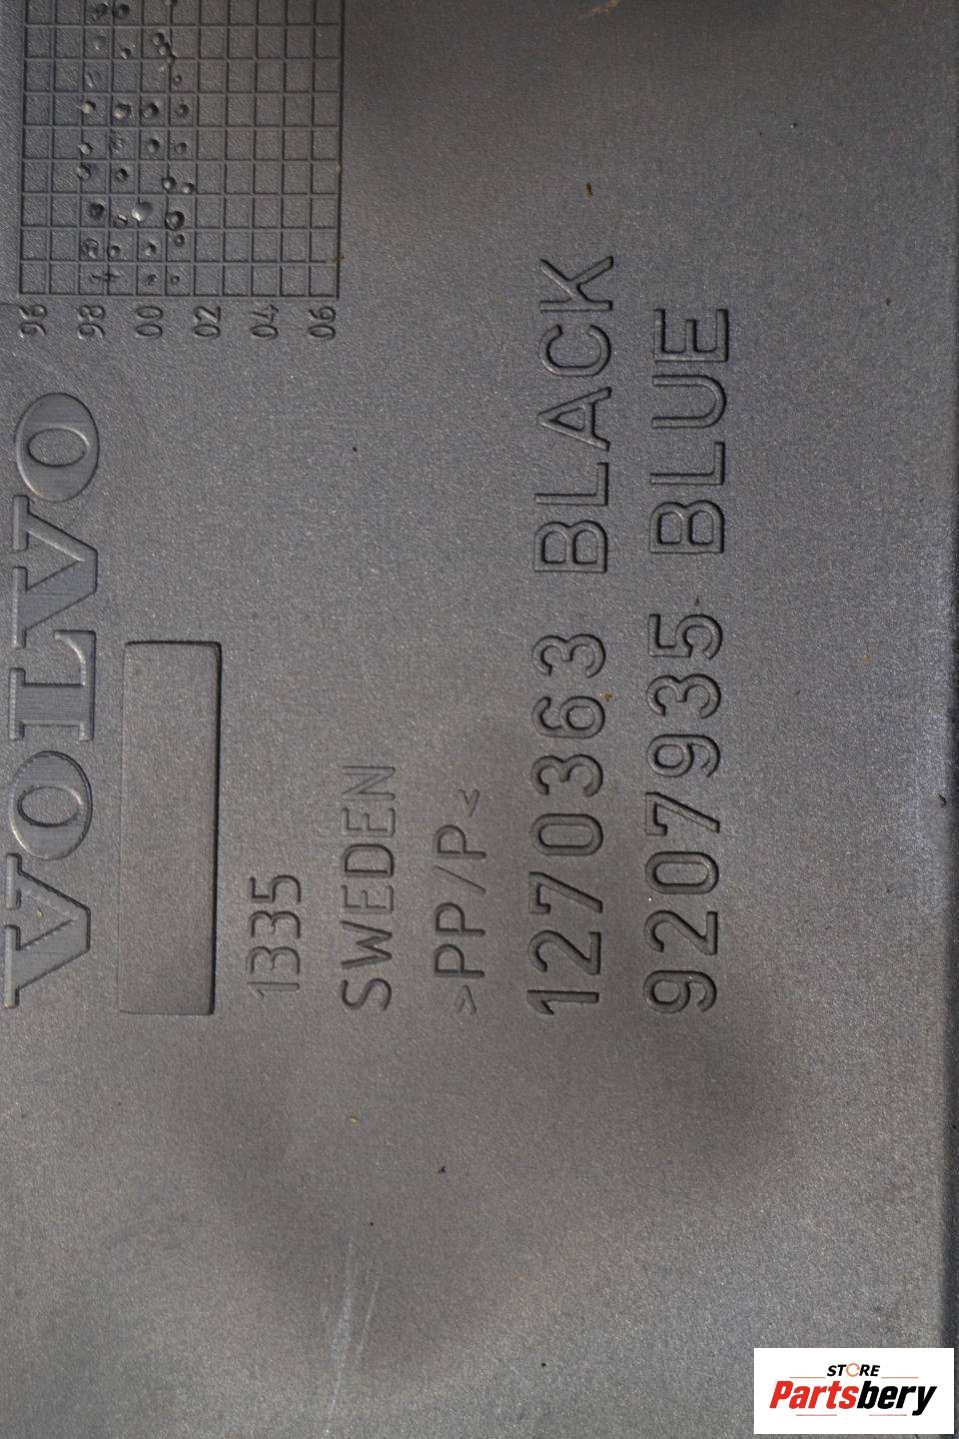 96 98 00 02 04 06
VOLVO
1335
SWEDEN
>PP/P<
1270363 BLACK
9207935 BLUE
STORE
Partsbery